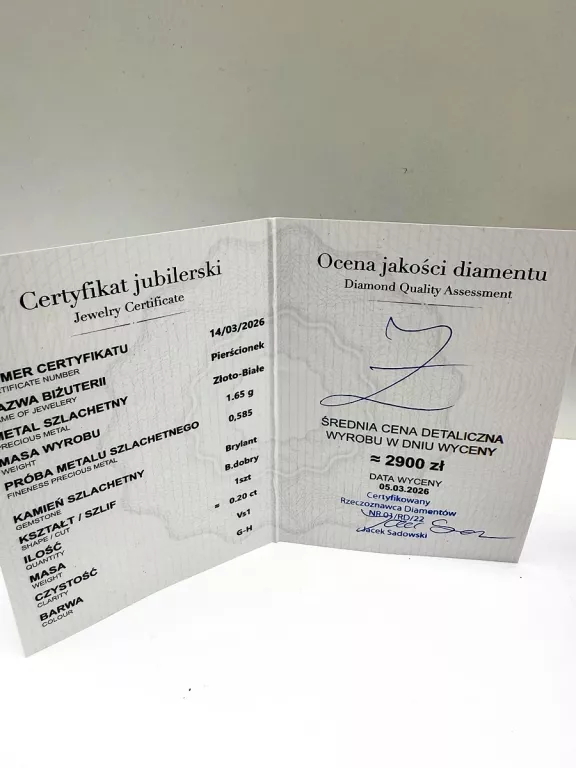 Certyfikat jubilerski
Jewelry Certificate
MER CERTYFIKATU 14/03/2026
TIFICATE NUMBER
AZWA BIŻUTERII Pierścionek
AME OF JEWELERY
METAL SZLACHETNY Złoto-Białe
PRECIOUS METAL
MASA WYROBU 1.65 g
WEIGHT
PRÓBA METALU SZLACHETNEGO 0,585
FINENESS PRECIOUS METAL
KAMIEŃ SZLACHETNY Brylant
GEMSTONE
KSZTAŁT / SZLIF B.dobry
SHAPE / CUT
ILOŚĆ 1szt
QUANTITY
MASA ≈ 0.20 ct
WEIGHT
CZYSTOŚĆ Vs1
CLARITY
BARWA G-H
COLOUR
Ocena jakości diamentu
Diamond Quality Assessment
ŚREDNIA CENA DETALICZNA
WYROBU W DNIU WYCENY
≈ 2900 zł
DATA WYCENY
05.03.2026
Certyfikowany
Rzeczoznawca Diamentów
NR 01/RD/22
Jacek Sadowski